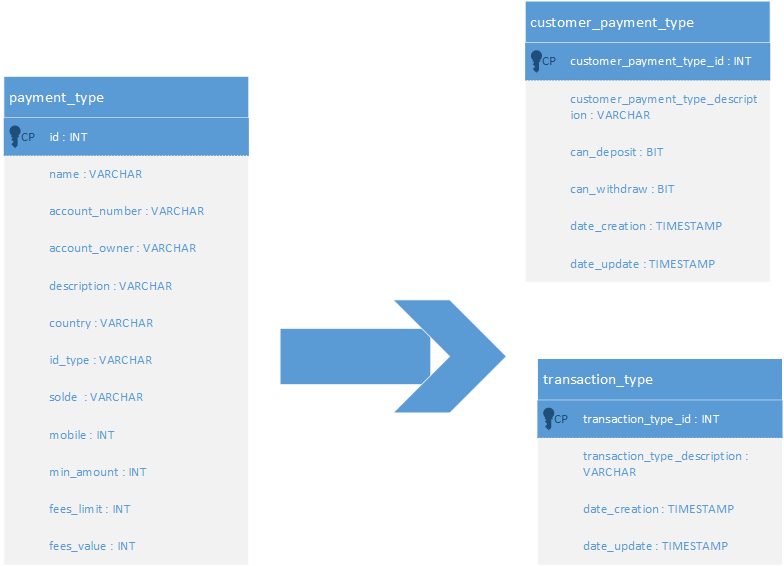 payment_type
CP id : INT
name : VARCHAR
account_number : VARCHAR
account_owner : VARCHAR
description : VARCHAR
country : VARCHAR
id_type : VARCHAR
solde : VARCHAR
mobile : INT
min_amount : INT
fees_limit : INT
fees_value : INT
customer_payment_type
CP customer_payment_type_id : INT
customer_payment_type_descript
ion : VARCHAR
can_deposit : BIT
can_withdraw : BIT
date_creation : TIMESTAMP
date_update : TIMESTAMP
transaction_type
CP transaction_type_id : INT
transaction_type_description :
VARCHAR
date_creation : TIMESTAMP
date_update : TIMESTAMP